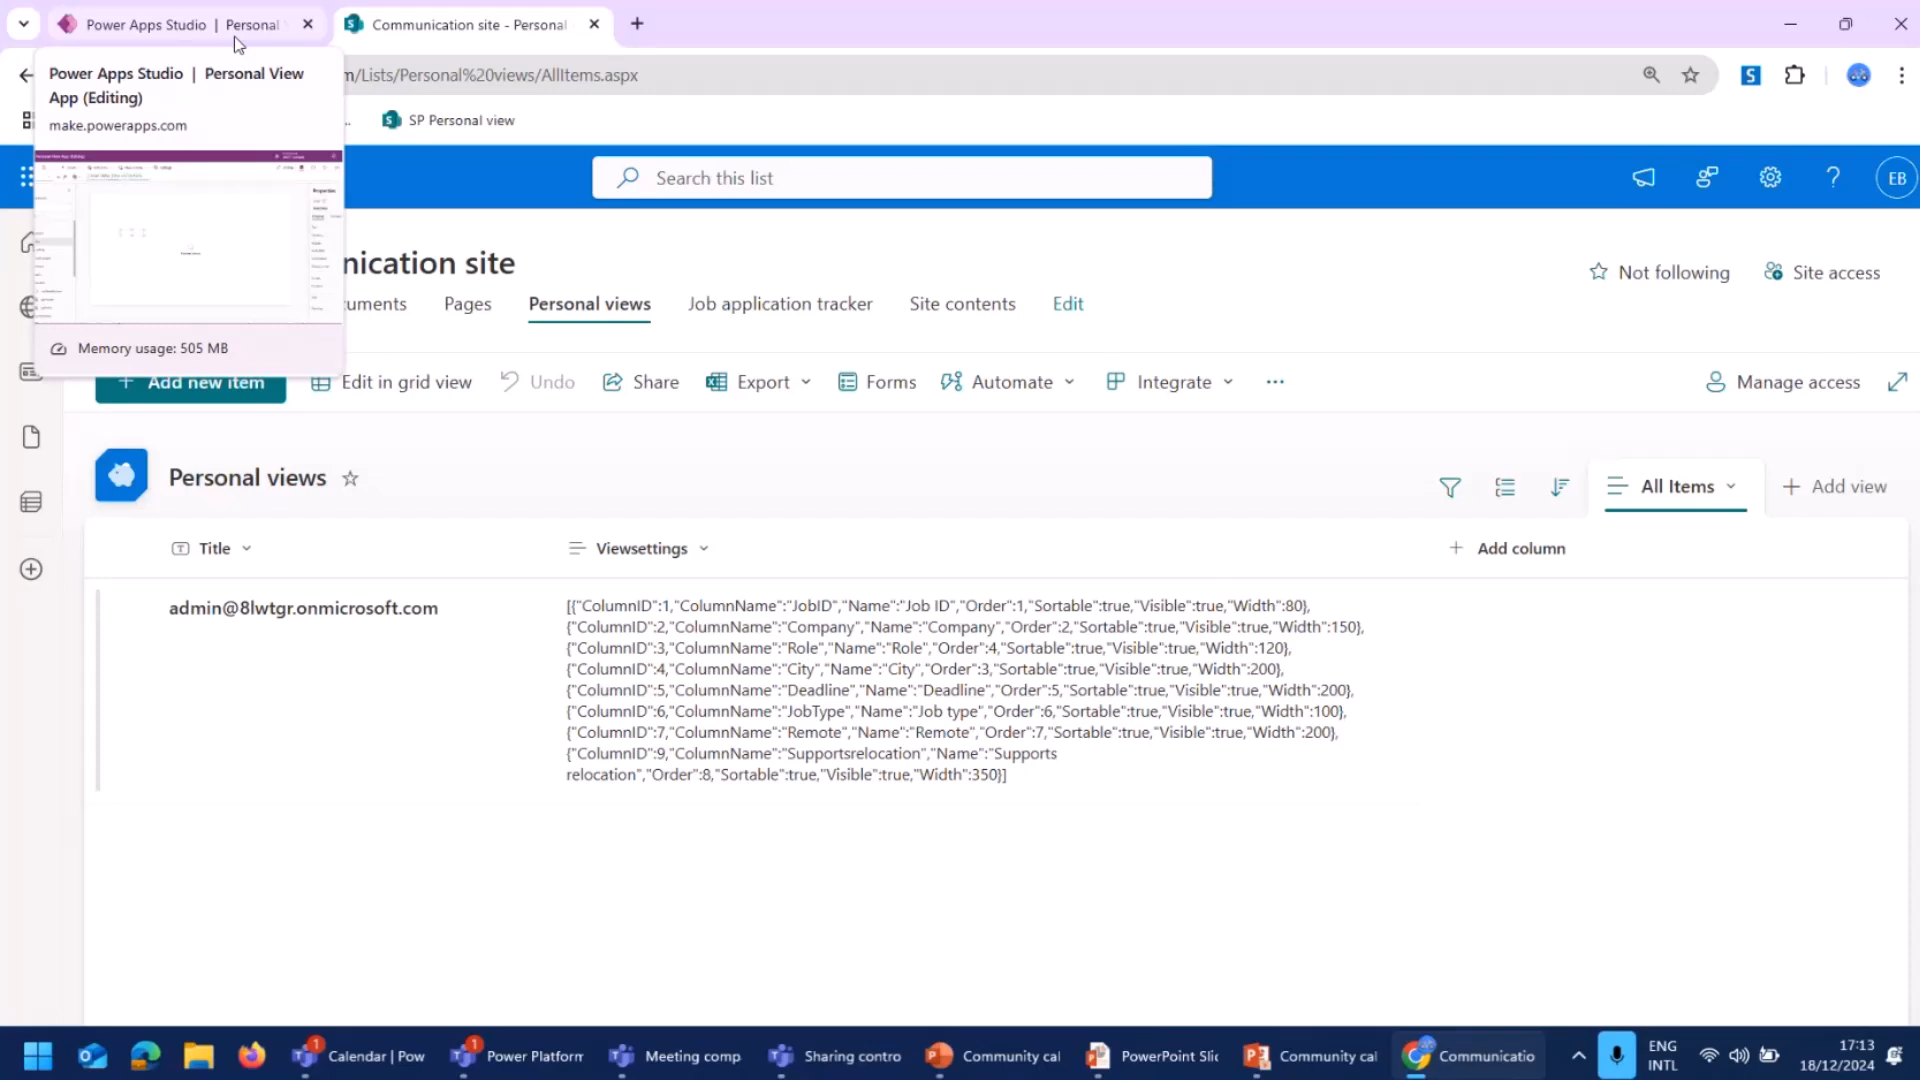 Power Apps Studio | Personal
Communication site - Personal
Power Apps Studio | Personal View
App (Editing)
make.powerapps.com
Memory usage: 505 MB
m/Lists/Personal%20views/AllItems.aspx
SP Personal view
Search this list
EB
nication site
Not following
Site access
uments
Pages
Personal views
Job application tracker
Site contents
Edit
+ Add new item
Edit in grid view
Undo
Share
Export
Forms
Automate
Integrate
Manage access
Personal views
All Items
Add view
Title
Viewsettings
Add column
admin@8lwtgr.onmicrosoft.com
[{"ColumnID":1,"ColumnName":"JobID","Name":"Job ID","Order":1,"Sortable":true,"Visible":true,"Width":80},
{"ColumnID":2,"ColumnName":"Company","Name":"Company","Order":2,"Sortable":true,"Visible":true,"Width":150},
{"ColumnID":3,"ColumnName":"Role","Name":"Role","Order":4,"Sortable":true,"Visible":true,"Width":120},
{"ColumnID":4,"ColumnName":"City","Name":"City","Order":3,"Sortable":true,"Visible":true,"Width":200},
{"ColumnID":5,"ColumnName":"Deadline","Name":"Deadline","Order":5,"Sortable":true,"Visible":true,"Width":200},
{"ColumnID":6,"ColumnName":"JobType","Name":"Job type","Order":6,"Sortable":true,"Visible":true,"Width":100},
{"ColumnID":7,"ColumnName":"Remote","Name":"Remote","Order":7,"Sortable":true,"Visible":true,"Width":200},
{"ColumnID":9,"ColumnName":"Supportsrelocation","Name":"Supports
relocation","Order":8,"Sortable":true,"Visible":true,"Width":350}]
Calendar | Pow
Power Platform
Meeting comp
Sharing contro
Community cal
PowerPoint Slid
Community cal
Communicatio
ENG
INTL
17:13
18/12/2024